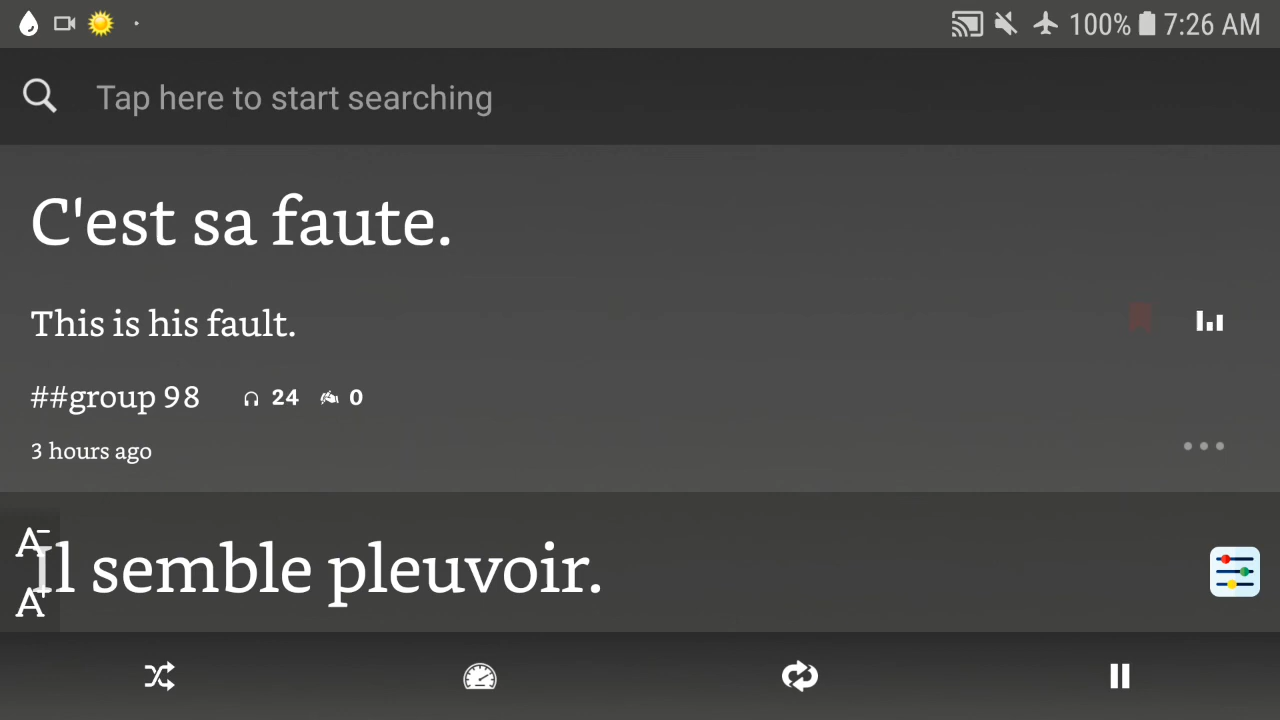 100% 7:26 AM
Tap here to start searching
C'est sa faute.
This is his fault.
##group 98 24 0
3 hours ago
A-
Il semble pleuvoir.
A+